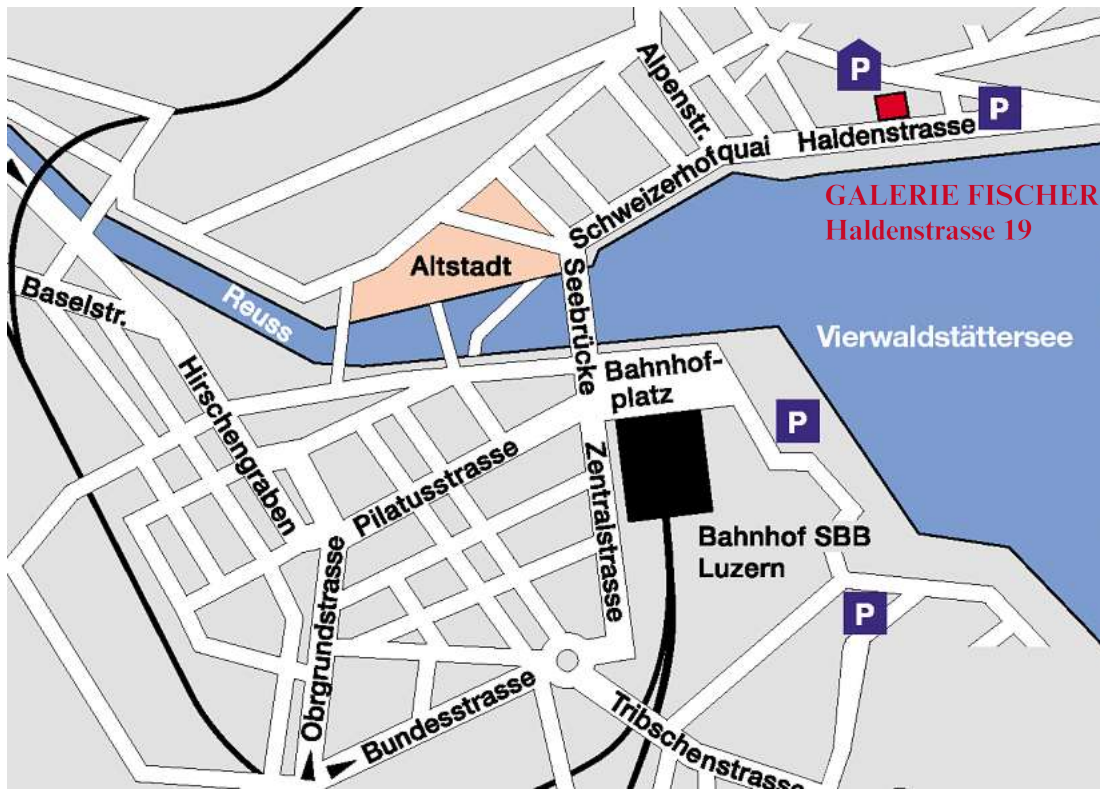 Alpenstr.
P
P
Haldenstrasse
Schweizerhofquai
GALERIE FISCHER
Haldenstrasse 19
Altstadt
Baselstr.
Reuss
Seebrücke
Vierwaldstättersee
Hirschengraben
Bahnhof-
platz
P
Pilatusstrasse
Zentralstrasse
Bahnhof SBB
Luzern
P
Obrgrundstrasse
Bundesstrasse
Tribschenstrasse